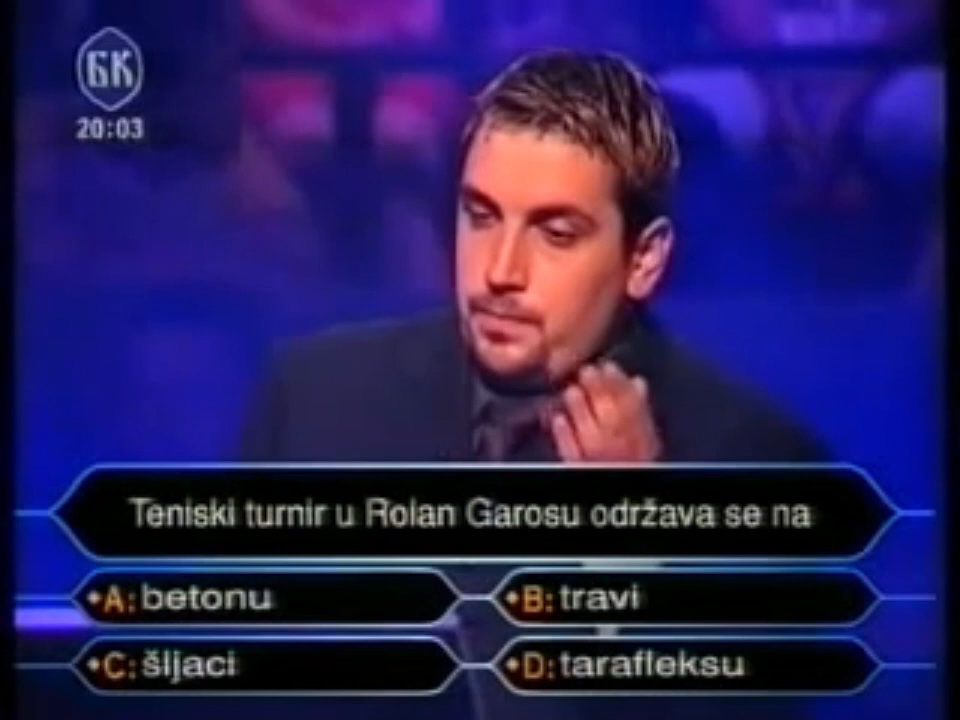 БК
20:03
Teniski turnir u Rolan Garosu održava se na
A: betonu
B: travi
C: šljaci
D: tarafleksu